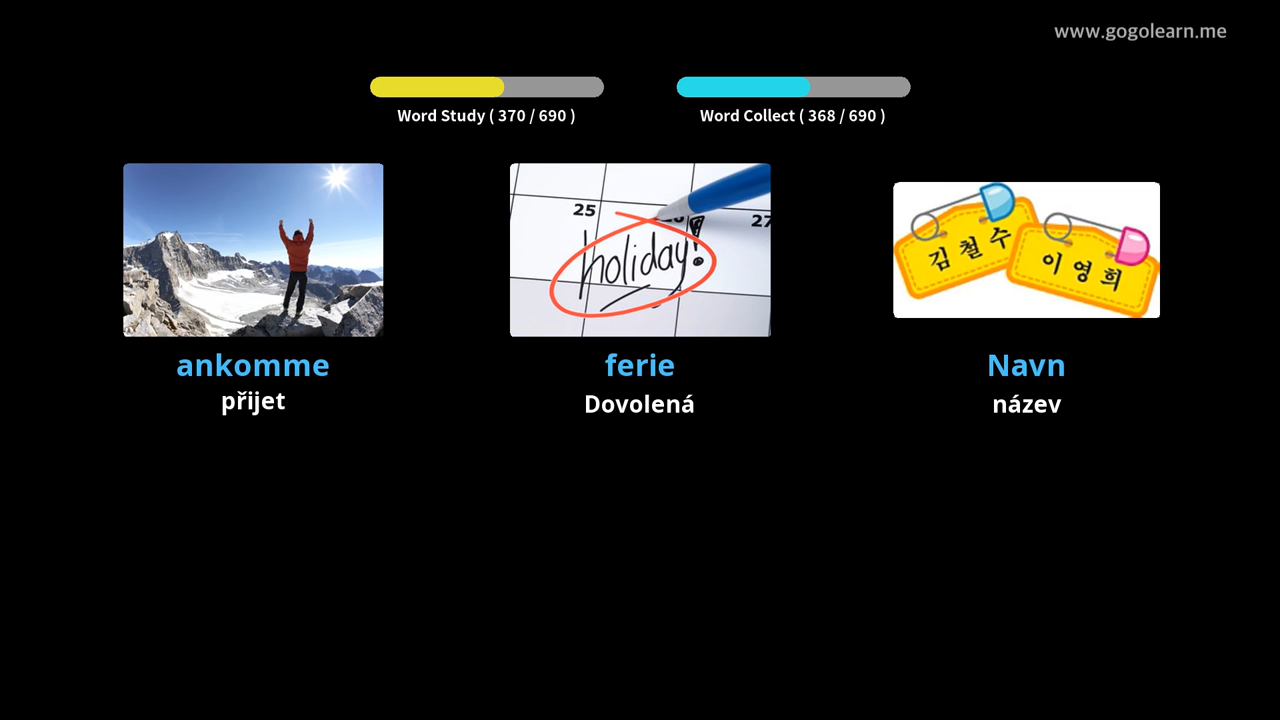 www.gogolearn.me
Word Study ( 370 / 690 )
Word Collect ( 368 / 690 )
25
27
holiday!
김철수
이영희
ankomme
ferie
Navn
přijet
Dovolená
název